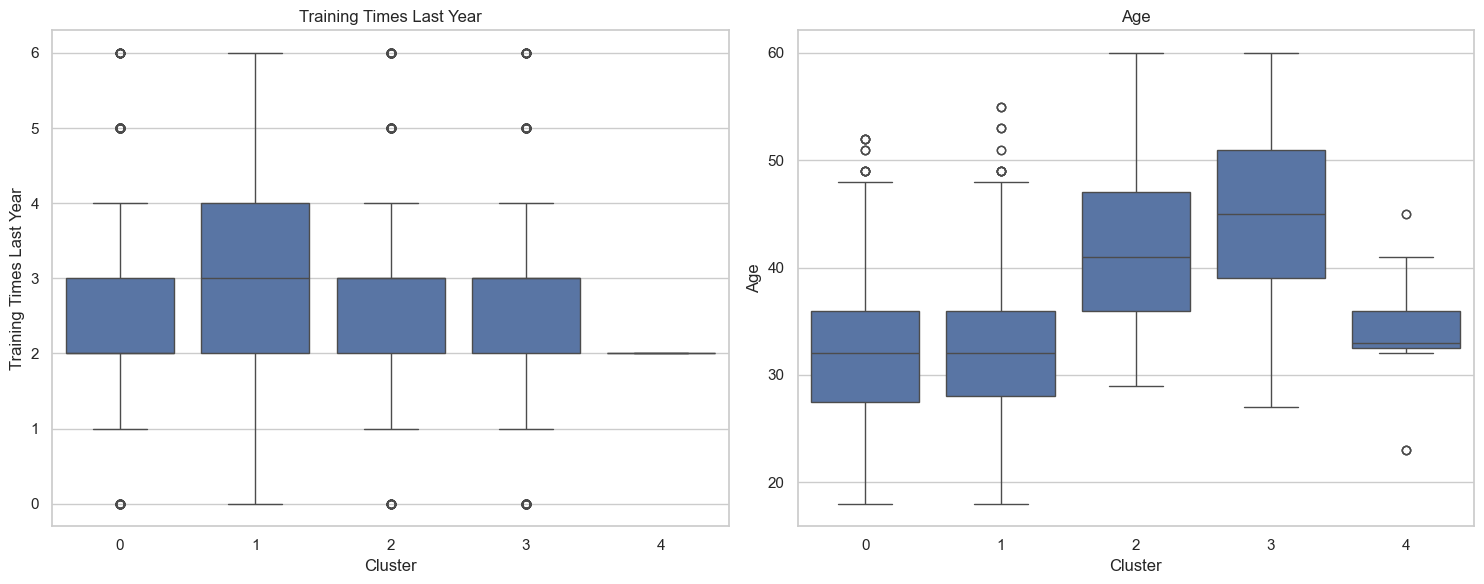 Training Times Last Year
Training Times Last Year
6
5
4
3
2
1
0
0 1 2 3 4
Cluster
Age
Age
60
50
40
30
20
0 1 2 3 4
Cluster